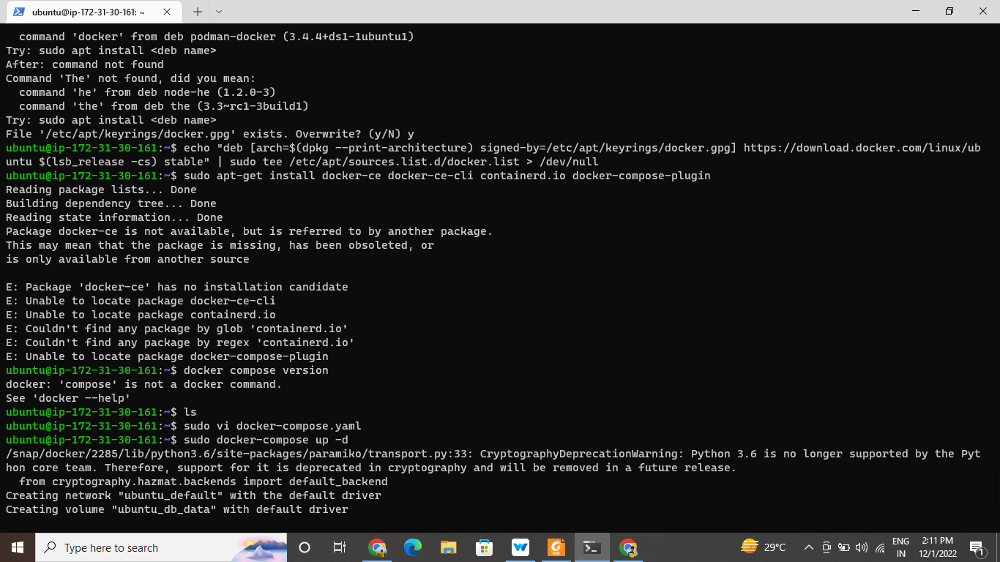 ubuntu@ip-172-31-30-161: ~
command 'docker' from deb podman-docker (3.4.4+ds1-1ubuntu1)
Try: sudo apt install <deb name>
After: command not found
Command 'The' not found, did you mean:
command 'he' from deb node-he (1.2.0-3)
command 'the' from deb the (3.3~rc1-3build1)
Try: sudo apt install <deb name>
File '/etc/apt/keyrings/docker.gpg' exists. Overwrite? (y/N) y
ubuntu@ip-172-31-30-161:~$ echo "deb [arch=$(dpkg --print-architecture) signed-by=/etc/apt/keyrings/docker.gpg] https://download.docker.com/linux/ub
untu $(lsb_release -cs) stable" | sudo tee /etc/apt/sources.list.d/docker.list > /dev/null
ubuntu@ip-172-31-30-161:~$ sudo apt-get install docker-ce docker-ce-cli containerd.io docker-compose-plugin
Reading package lists... Done
Building dependency tree... Done
Reading state information... Done
Package docker-ce is not available, but is referred to by another package.
This may mean that the package is missing, has been obsoleted, or
is only available from another source
E: Package 'docker-ce' has no installation candidate
E: Unable to locate package docker-ce-cli
E: Unable to locate package containerd.io
E: Couldn't find any package by glob 'containerd.io'
E: Couldn't find any package by regex 'containerd.io'
E: Unable to locate package docker-compose-plugin
ubuntu@ip-172-31-30-161:~$ docker compose version
docker: 'compose' is not a docker command.
See 'docker --help'
ubuntu@ip-172-31-30-161:~$ ls
ubuntu@ip-172-31-30-161:~$ sudo vi docker-compose.yaml
ubuntu@ip-172-31-30-161:~$ sudo docker-compose up -d
/snap/docker/2285/lib/python3.6/site-packages/paramiko/transport.py:33: CryptographyDeprecationWarning: Python 3.6 is no longer supported by the Pyt
hon core team. Therefore, support for it is deprecated in cryptography and will be removed in a future release.
from cryptography.hazmat.backends import default_backend
Creating network "ubuntu_default" with the default driver
Creating volume "ubuntu_db_data" with default driver
Type here to search
PDF
29°C
ENG
IN
2:11 PM
12/1/2022
1